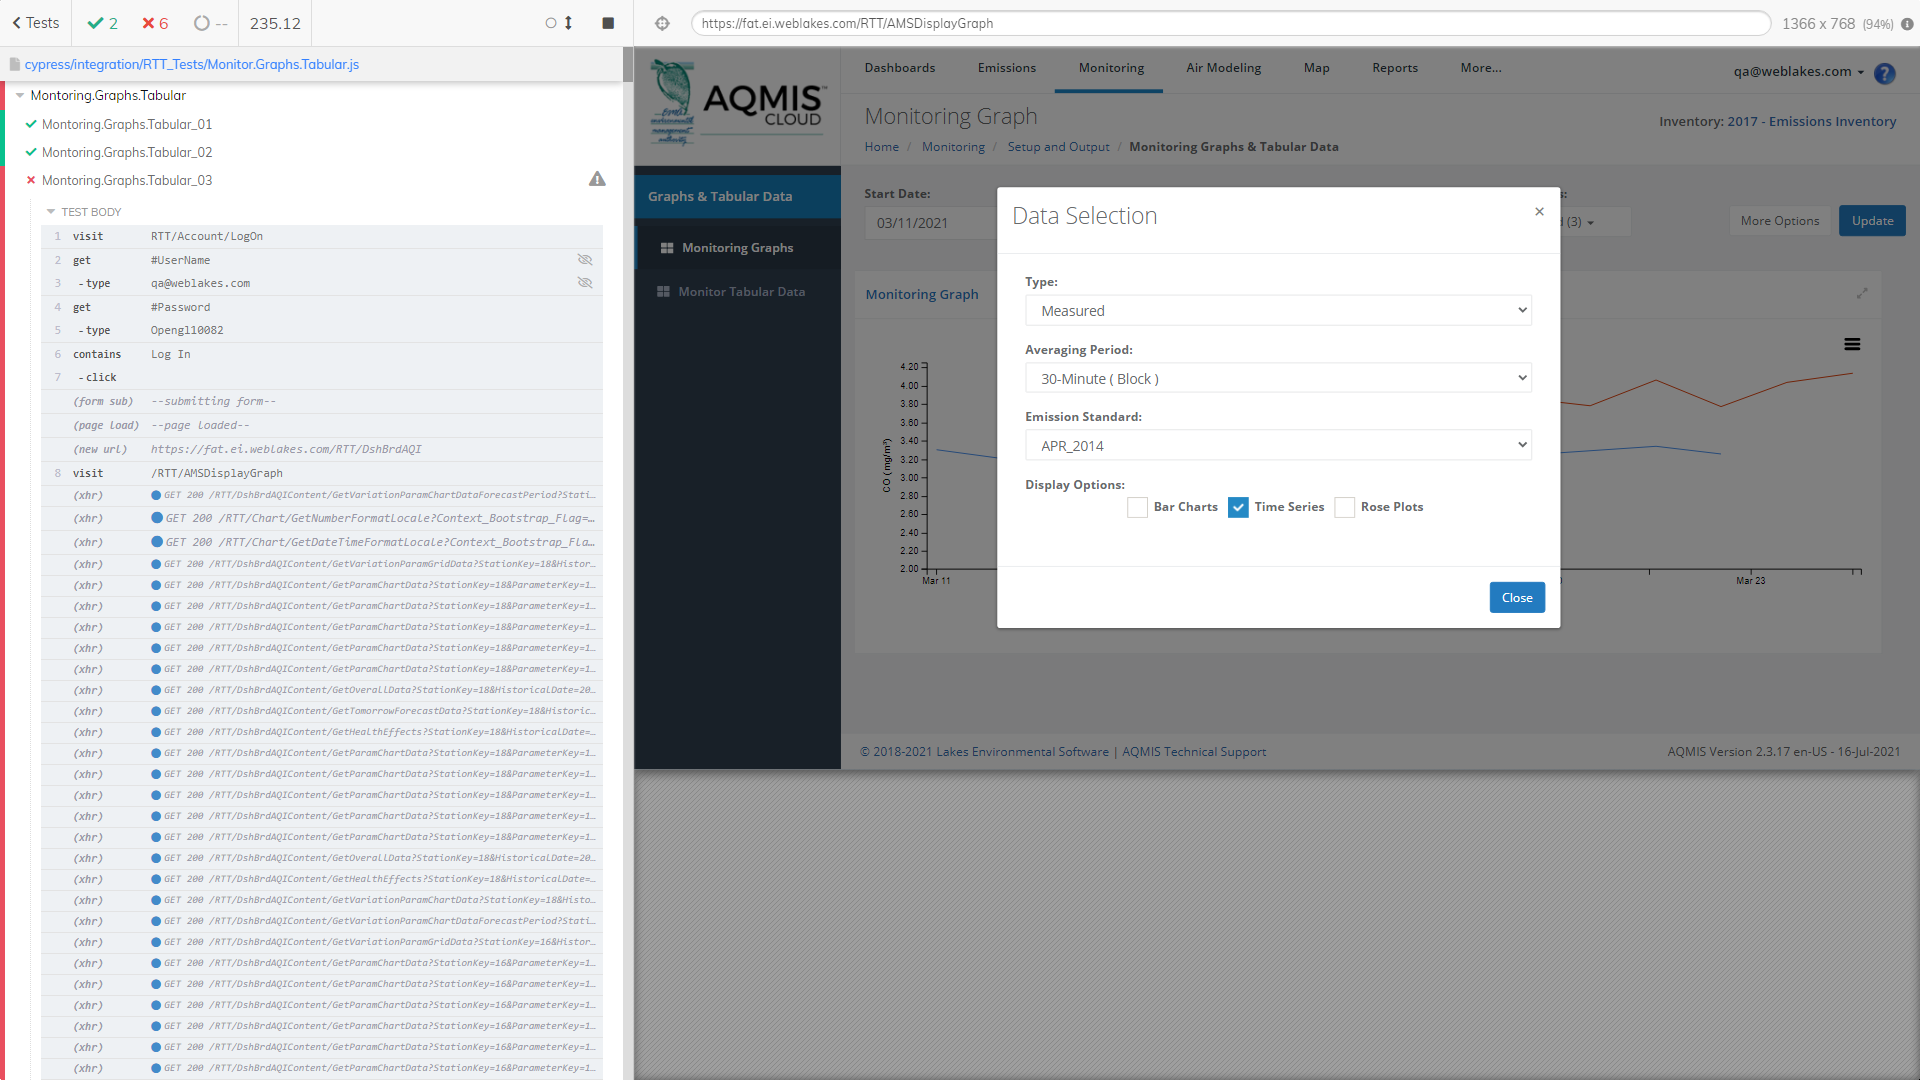 Tests 2 6 -- 235.12
https://fat.ei.weblakes.com/RTT/AMSDisplayGraph 1366 x 768 (94%)
cypress/integration/RTT_Tests/Monitor.Graphs.Tabular.js
Montoring.Graphs.Tabular
Montoring.Graphs.Tabular_01
Montoring.Graphs.Tabular_02
Montoring.Graphs.Tabular_03
TEST BODY
1 visit RTT/Account/LogOn
2 get #UserName
3 -type qa@weblakes.com
4 get #Password
5 -type Opengl10082
6 contains Log In
7 -click
(form sub) --submitting form--
(page load) --page loaded--
(new url) https://fat.ei.weblakes.com/RTT/DshBrdAQI
8 visit /RTT/AMSDisplayGraph
(xhr) GET 200 /RTT/DshBrdAQIContent/GetVariationParamChartDataForecastPeriod?Stati...
(xhr) GET 200 /RTT/Chart/GetNumberFormatLocale?Context_Bootstrap_Flag=...
(xhr) GET 200 /RTT/Chart/GetDateTimeFormatLocale?Context_Bootstrap_Fla...
(xhr) GET 200 /RTT/DshBrdAQIContent/GetVariationParamGridData?StationKey=18&Histor...
(xhr) GET 200 /RTT/DshBrdAQIContent/GetParamChartData?StationKey=18&ParameterKey=1...
(xhr) GET 200 /RTT/DshBrdAQIContent/GetParamChartData?StationKey=18&ParameterKey=1...
(xhr) GET 200 /RTT/DshBrdAQIContent/GetParamChartData?StationKey=18&ParameterKey=1...
(xhr) GET 200 /RTT/DshBrdAQIContent/GetParamChartData?StationKey=18&ParameterKey=1...
(xhr) GET 200 /RTT/DshBrdAQIContent/GetParamChartData?StationKey=18&ParameterKey=1...
(xhr) GET 200 /RTT/DshBrdAQIContent/GetOverallData?StationKey=18&HistoricalDate=20...
(xhr) GET 200 /RTT/DshBrdAQIContent/GetTomorrowForecastData?StationKey=18&Historic...
(xhr) GET 200 /RTT/DshBrdAQIContent/GetHealthEffects?StationKey=18&HistoricalDate=...
(xhr) GET 200 /RTT/DshBrdAQIContent/GetParamChartData?StationKey=18&ParameterKey=1...
(xhr) GET 200 /RTT/DshBrdAQIContent/GetParamChartData?StationKey=18&ParameterKey=1...
(xhr) GET 200 /RTT/DshBrdAQIContent/GetParamChartData?StationKey=18&ParameterKey=1...
(xhr) GET 200 /RTT/DshBrdAQIContent/GetParamChartData?StationKey=18&ParameterKey=1...
(xhr) GET 200 /RTT/DshBrdAQIContent/GetParamChartData?StationKey=18&ParameterKey=1...
(xhr) GET 200 /RTT/DshBrdAQIContent/GetOverallData?StationKey=18&HistoricalDate=20...
(xhr) GET 200 /RTT/DshBrdAQIContent/GetHealthEffects?StationKey=18&HistoricalDate=...
(xhr) GET 200 /RTT/DshBrdAQIContent/GetVariationParamChartData?StationKey=18&Histo...
(xhr) GET 200 /RTT/DshBrdAQIContent/GetVariationParamChartDataForecastPeriod?Stati...
(xhr) GET 200 /RTT/DshBrdAQIContent/GetVariationParamGridData?StationKey=16&Histor...
(xhr) GET 200 /RTT/DshBrdAQIContent/GetParamChartData?StationKey=16&ParameterKey=1...
(xhr) GET 200 /RTT/DshBrdAQIContent/GetParamChartData?StationKey=16&ParameterKey=1...
(xhr) GET 200 /RTT/DshBrdAQIContent/GetParamChartData?StationKey=16&ParameterKey=1...
(xhr) GET 200 /RTT/DshBrdAQIContent/GetParamChartData?StationKey=16&ParameterKey=1...
(xhr) GET 200 /RTT/DshBrdAQIContent/GetParamChartData?StationKey=16&ParameterKey=1...
(xhr) GET 200 /RTT/DshBrdAQIContent/GetParamChartData?StationKey=16&ParameterKey=1...
AQMIS™
CLOUD
Dashboards Emissions Monitoring Air Modeling Map Reports More... qa@weblakes.com ?
Monitoring Graph
Inventory: 2017 - Emissions Inventory
Home / Monitoring / Setup and Output / Monitoring Graphs & Tabular Data
Graphs & Tabular Data
Monitoring Graphs
Monitor Tabular Data
Start Date:
s:
03/11/2021
d (3)
More Options
Update
Monitoring Graph
CO ( mg/m³)
4.20
4.00
3.80
3.60
3.40
3.20
3.00
2.80
2.60
2.40
2.20
2.00
Mar 11
Mar 23
Data Selection
×
Type:
Measured
Averaging Period:
30-Minute ( Block )
Emission Standard:
APR_2014
Display Options:
Bar Charts Time Series Rose Plots
Close
© 2018-2021 Lakes Environmental Software | AQMIS Technical Support
AQMIS Version 2.3.17 en-US - 16-Jul-2021